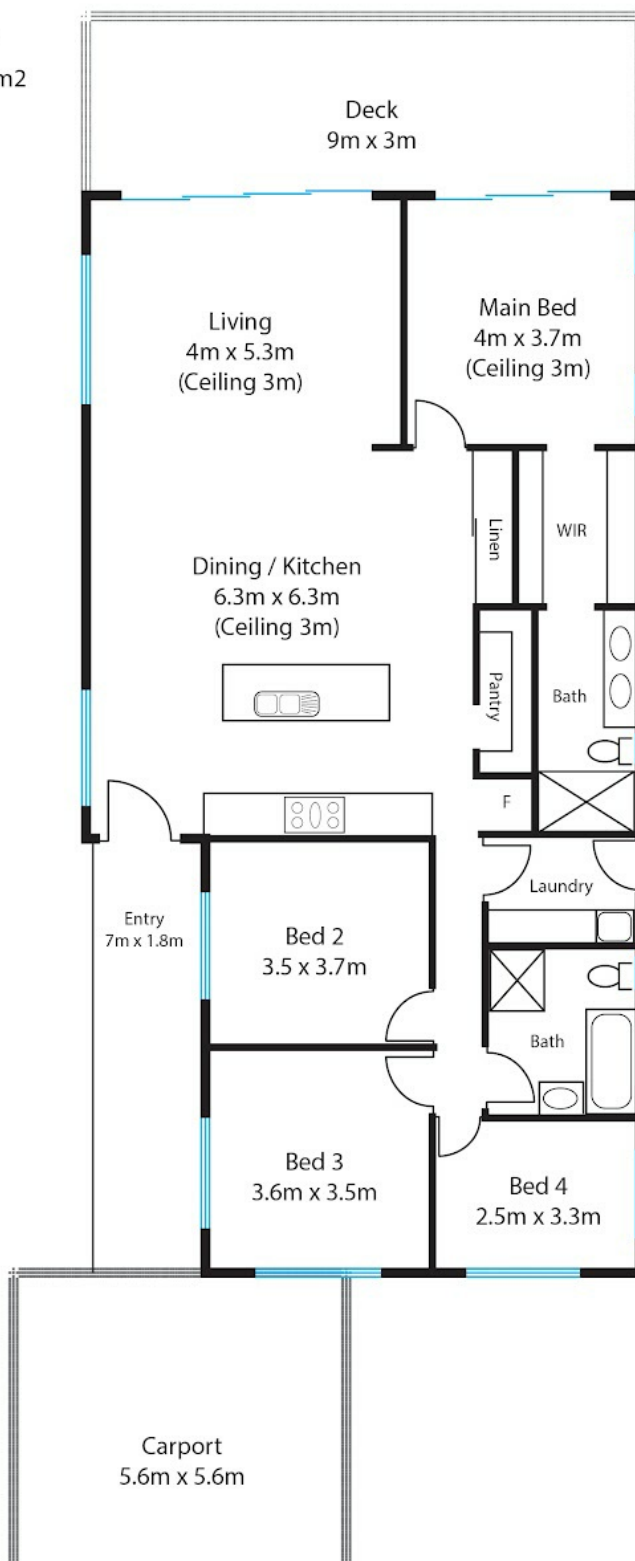 m2
Deck
9m x 3m
Living
4m x 5.3m
(Ceiling 3m)
Main Bed
4m x 3.7m
(Ceiling 3m)
Linen
WIR
Dining / Kitchen
6.3m x 6.3m
(Ceiling 3m)
Pantry
Bath
F
Laundry
Entry
7m x 1.8m
Bed 2
3.5 x 3.7m
Bath
Bed 3
3.6m x 3.5m
Bed 4
2.5m x 3.3m
Carport
5.6m x 5.6m